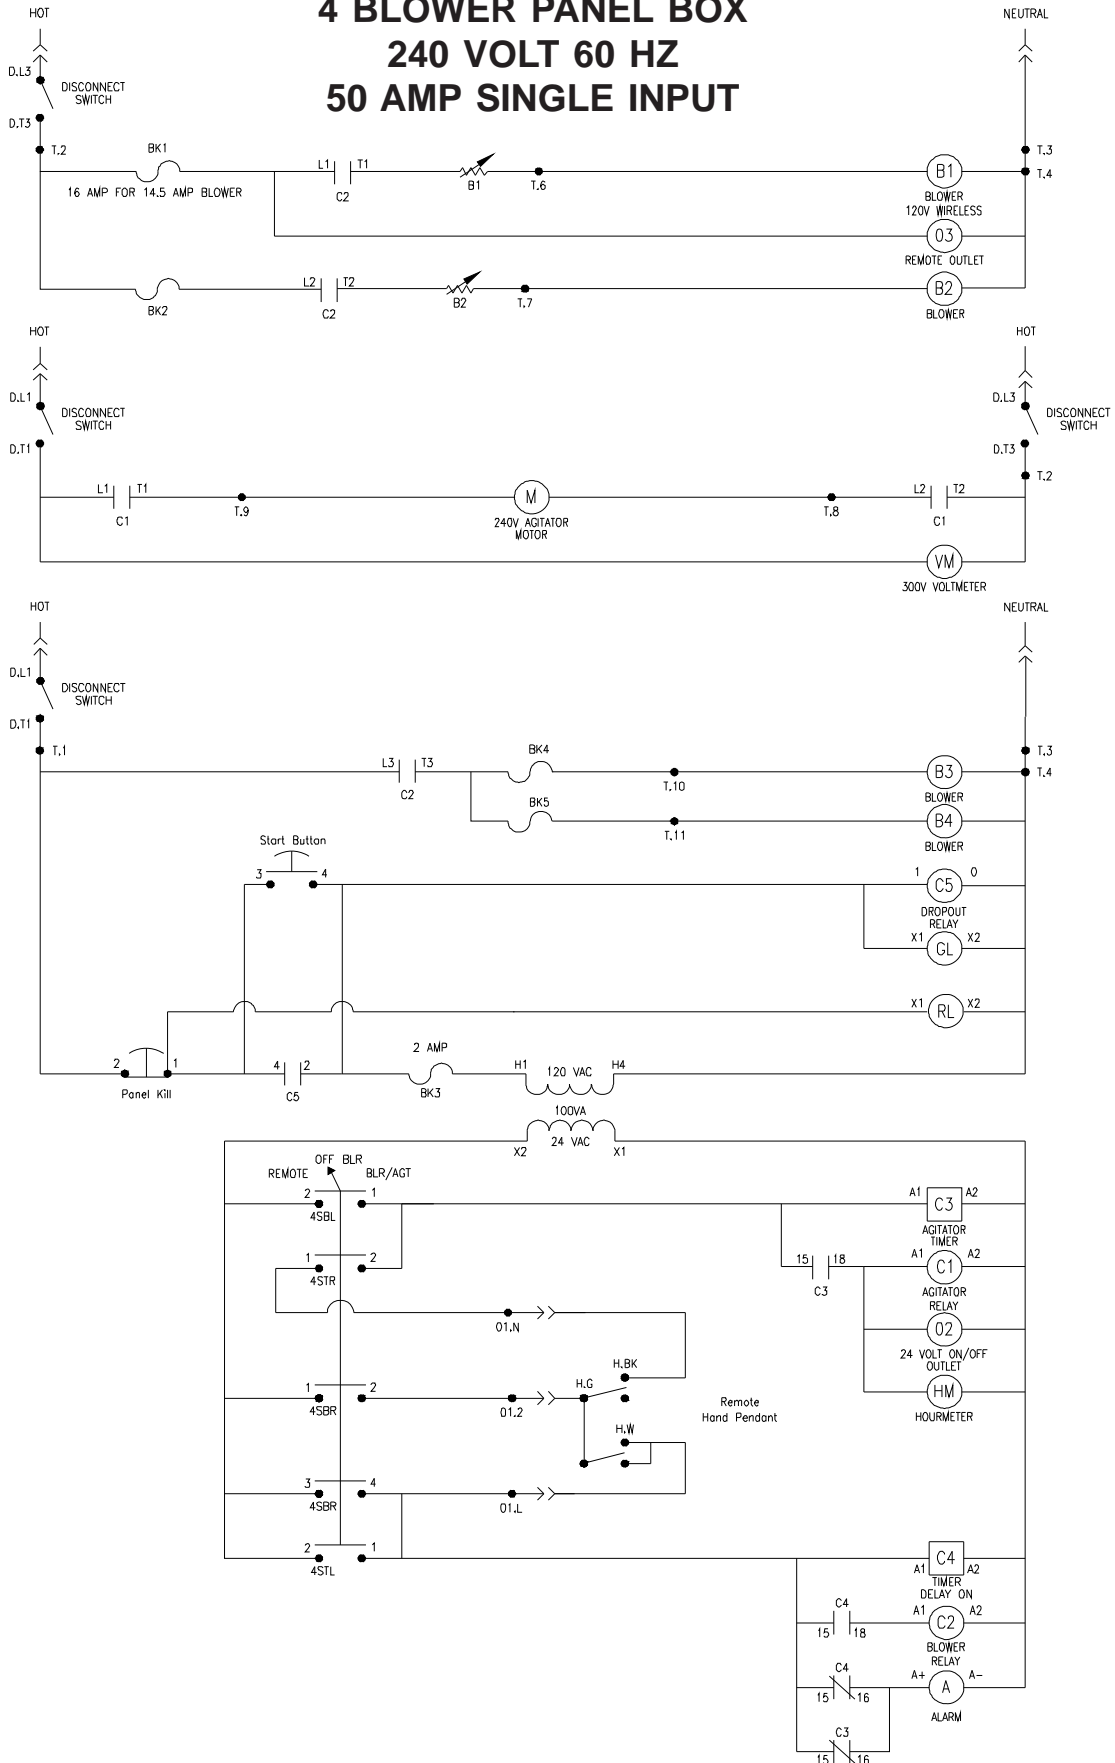 4 BLOWER PANEL BOX
240 VOLT 60 HZ
50 AMP SINGLE INPUT
HOT
NEUTRAL
D.L3
DISCONNECT
SWITCH
D.T3
T.2
BK1
16 AMP FOR 14.5 AMP BLOWER
L1 T1
C2
B1
T.6
B1
BLOWER
120V WIRELESS
T.3
T.4
03
REMOTE OUTLET
BK2
L2 T2
C2
B2
T.7
B2
BLOWER
HOT
HOT
D.L1
DISCONNECT
SWITCH
D.T1
D.L3
DISCONNECT
SWITCH
D.T3
T.2
L1 T1
C1
T.9
M
240V AGITATOR
MOTOR
T.8
L2 T2
C1
VM
300V VOLTMETER
HOT
NEUTRAL
D.L1
DISCONNECT
SWITCH
D.T1
T.1
T.3
T.4
L3 T3
C2
BK4
T.10
B3
BLOWER
BK5
T.11
B4
BLOWER
Start Button
3 4
1 C5 0
DROPOUT
RELAY
X1 GL X2
X1 RL X2
2 1
Panel Kill
4 2
C5
2 AMP
BK3
H1 120 VAC H4
100VA
X2 24 VAC X1
REMOTE OFF BLR BLR/AGT
2 1
4SBL
A1 C3 A2
AGITATOR
TIMER
1 2
4STR
15 18
C3
A1 C1 A2
AGITATOR
RELAY
01.N
02
24 VOLT ON/OFF
OUTLET
H.BK
1 2
4SBR
01.2
H.G
HM
HOURMETER
Remote
Hand Pendant
H.W
3 4
4SBR
01.L
2 1
4STL
A1 C4 A2
TIMER
DELAY ON
C4
15 18
A1 C2 A2
BLOWER
RELAY
C4
15 16
A+ A A-
ALARM
C3
15 16